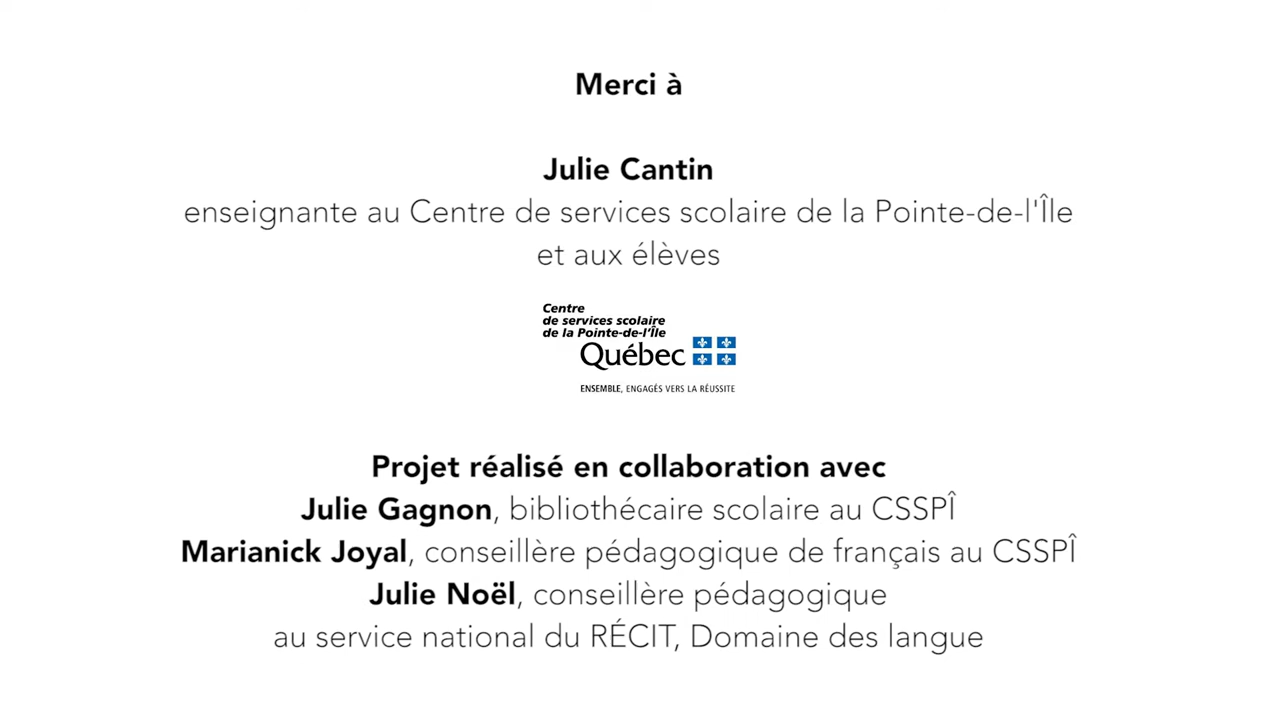 Merci à
Julie Cantin
enseignante au Centre de services scolaire de la Pointe-de-l'Île
et aux élèves
Centre
de services scolaire
de la Pointe-de-l'Île
Québec
ENSEMBLE, ENGAGÉS VERS LA RÉUSSITE
Projet réalisé en collaboration avec
Julie Gagnon, bibliothécaire scolaire au CSSPÎ
Marianick Joyal, conseillère pédagogique de français au CSSPÎ
Julie Noël, conseillère pédagogique
au service national du RÉCIT, Domaine des langue